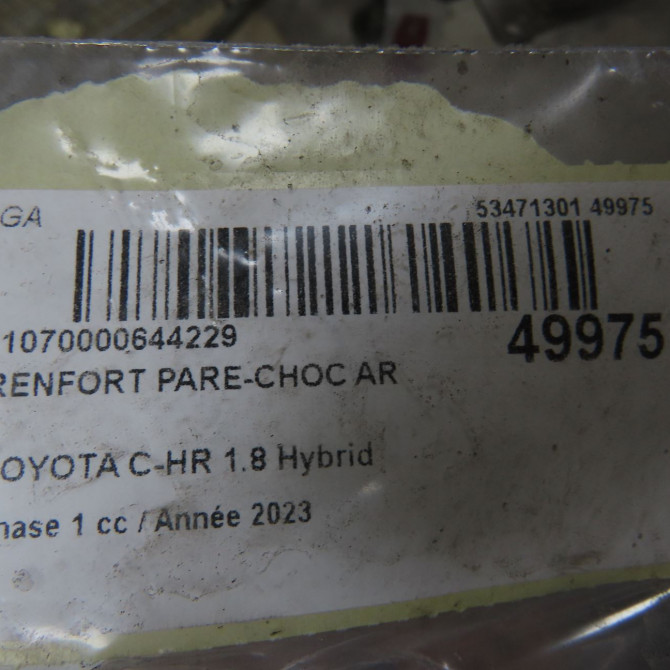 GA
53471301 49975
1070000644229
49975
RENFORT PARE-CHOC AR
OYOTA C-HR 1.8 Hybrid
hase 1 cc / Année 2023